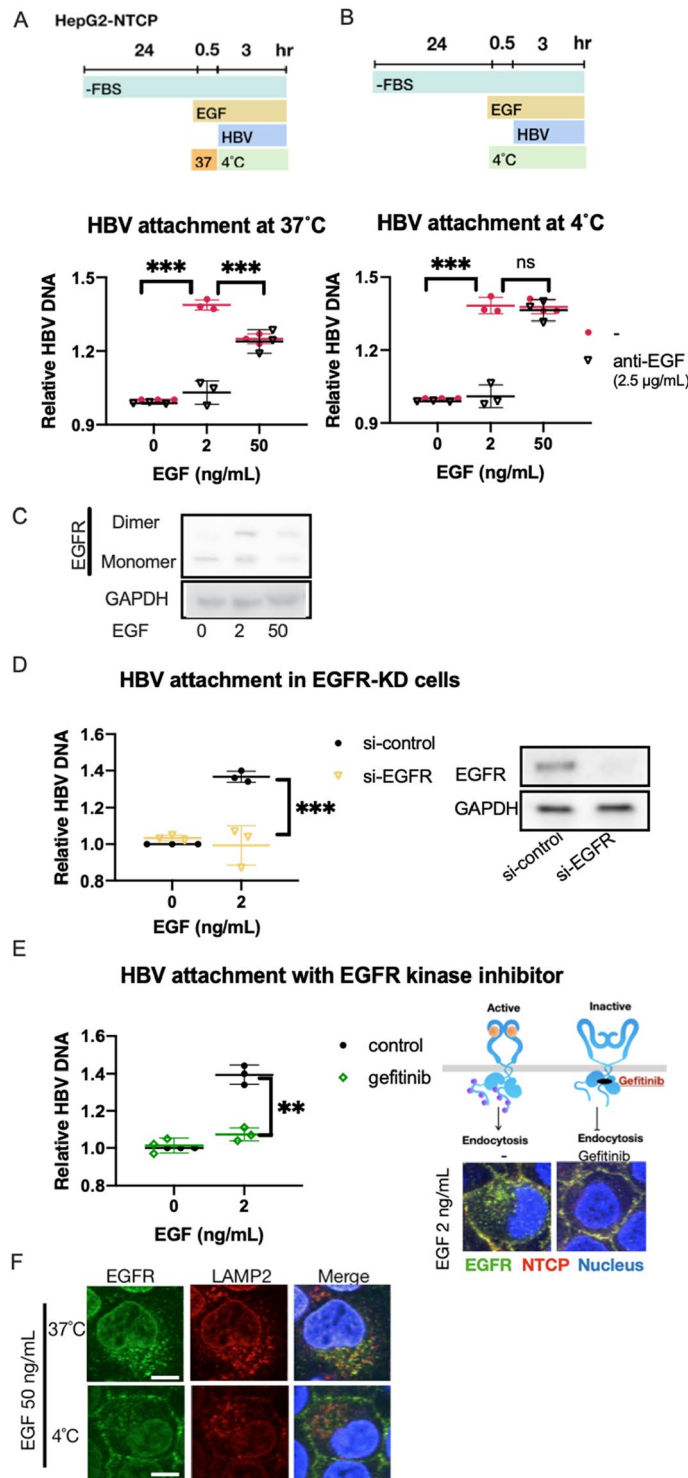 A
HepG2-NTCP
24 0.5 3 hr
-FBS
EGF
HBV
37 4°C
B
24 0.5 3 hr
-FBS
EGF
HBV
4°C
HBV attachment at 37°C
***
***
Relative HBV DNA
1.5
1.2
0.9
0 2 50
EGF (ng/mL)
HBV attachment at 4°C
***
ns
Relative HBV DNA
1.5
1.2
0.9
0 2 50
EGF (ng/mL)
-
anti-EGF
(2.5 µg/mL)
C
EGFR
Dimer
Monomer
GAPDH
EGF 0 2 50
D
HBV attachment in EGFR-KD cells
Relative HBV DNA
1.6
1.4
1.2
1.0
0.8
0 2
EGF (ng/mL)
***
si-control
si-EGFR
EGFR
GAPDH
si-control
si-EGFR
E
HBV attachment with EGFR kinase inhibitor
Relative HBV DNA
1.6
1.4
1.2
1.0
0.8
0 2
EGF (ng/mL)
**
control
gefitinib
Active Inactive
Gefitinib
Endocytosis Endocytosis
- Gefitinib
EGF 2 ng/mL
EGFR NTCP Nucleus
F
EGFR LAMP2 Merge
EGF 50 ng/mL
37°C
4°C